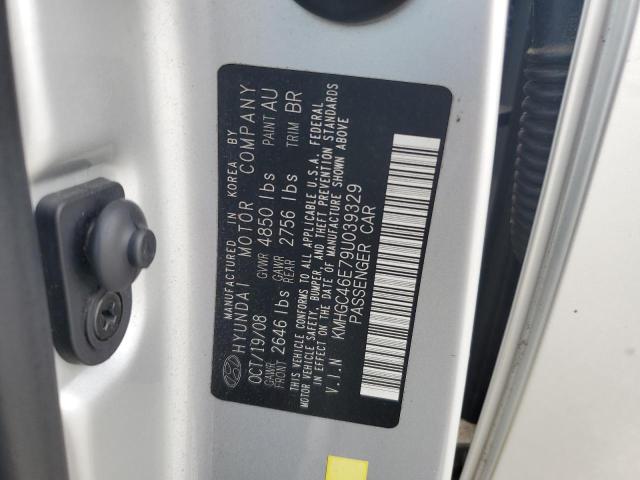 MANUFACTURED IN KOREA BY
HYUNDAI MOTOR COMPANY
OCT/19/08 GVWR 4850 lbs PAINT AU
GAWR FRONT 2646 lbs GAWR REAR 2756 lbs TRIM BR
THIS VEHICLE CONFORMS TO ALL APPLICABLE U.S.A. FEDERAL
MOTOR VEHICLE SAFETY, BUMPER, AND THEFT PREVENTION STANDARDS
IN EFFECT ON THE DATE OF MANUFACTURE SHOWN ABOVE
V.I.N KMHGC46E79U039329
PASSENGER CAR